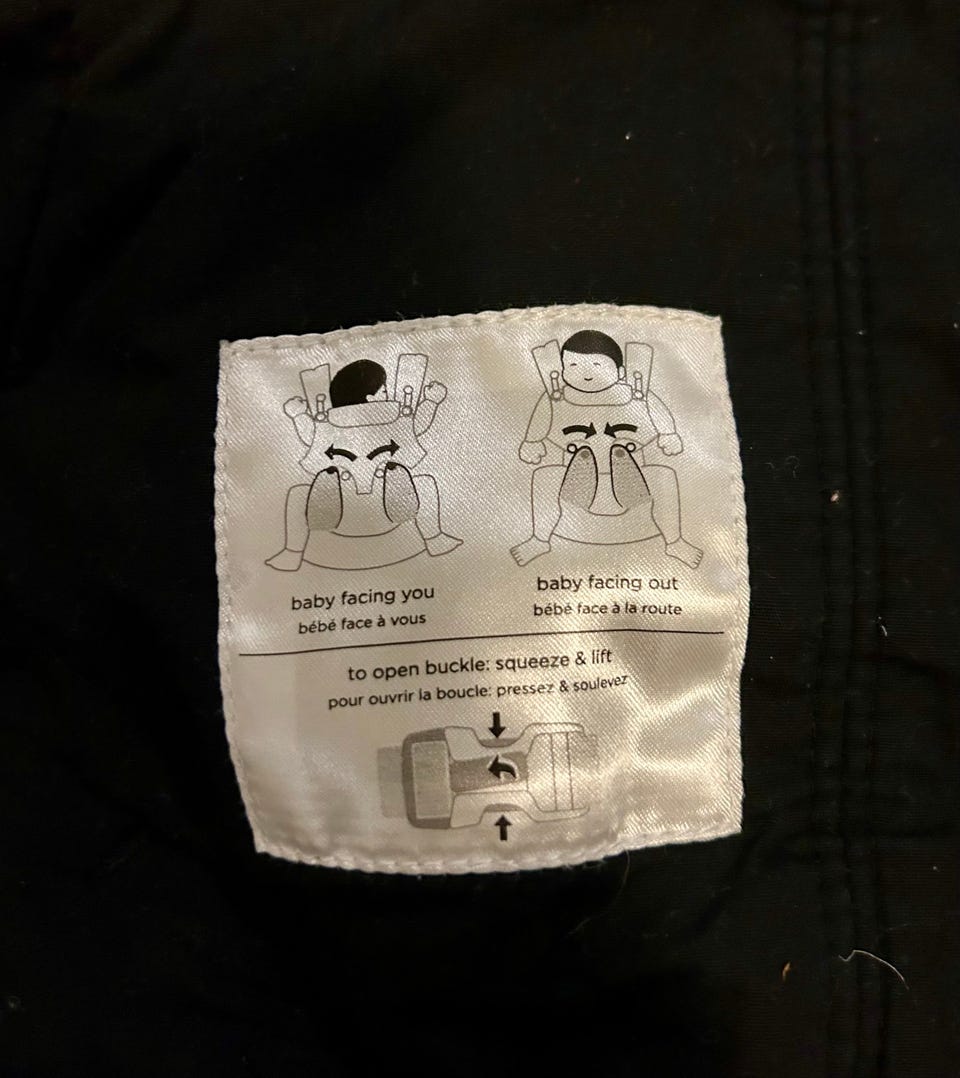 baby facing you
bébé face à vous
baby facing out
bébé face à la route
to open buckle: squeeze & lift
pour ouvrir la boucle: pressez & soulevez